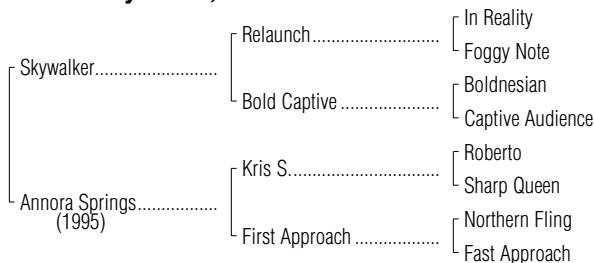 In Reality
Relaunch..........................
Foggy Note
Skywalker..........................
Boldnesian
Bold Captive .....................
Captive Audience
Roberto
Kris S...............................
Sharp Queen
Annora Springs.................
(1995)
Northern Fling
First Approach ..................
Fast Approach